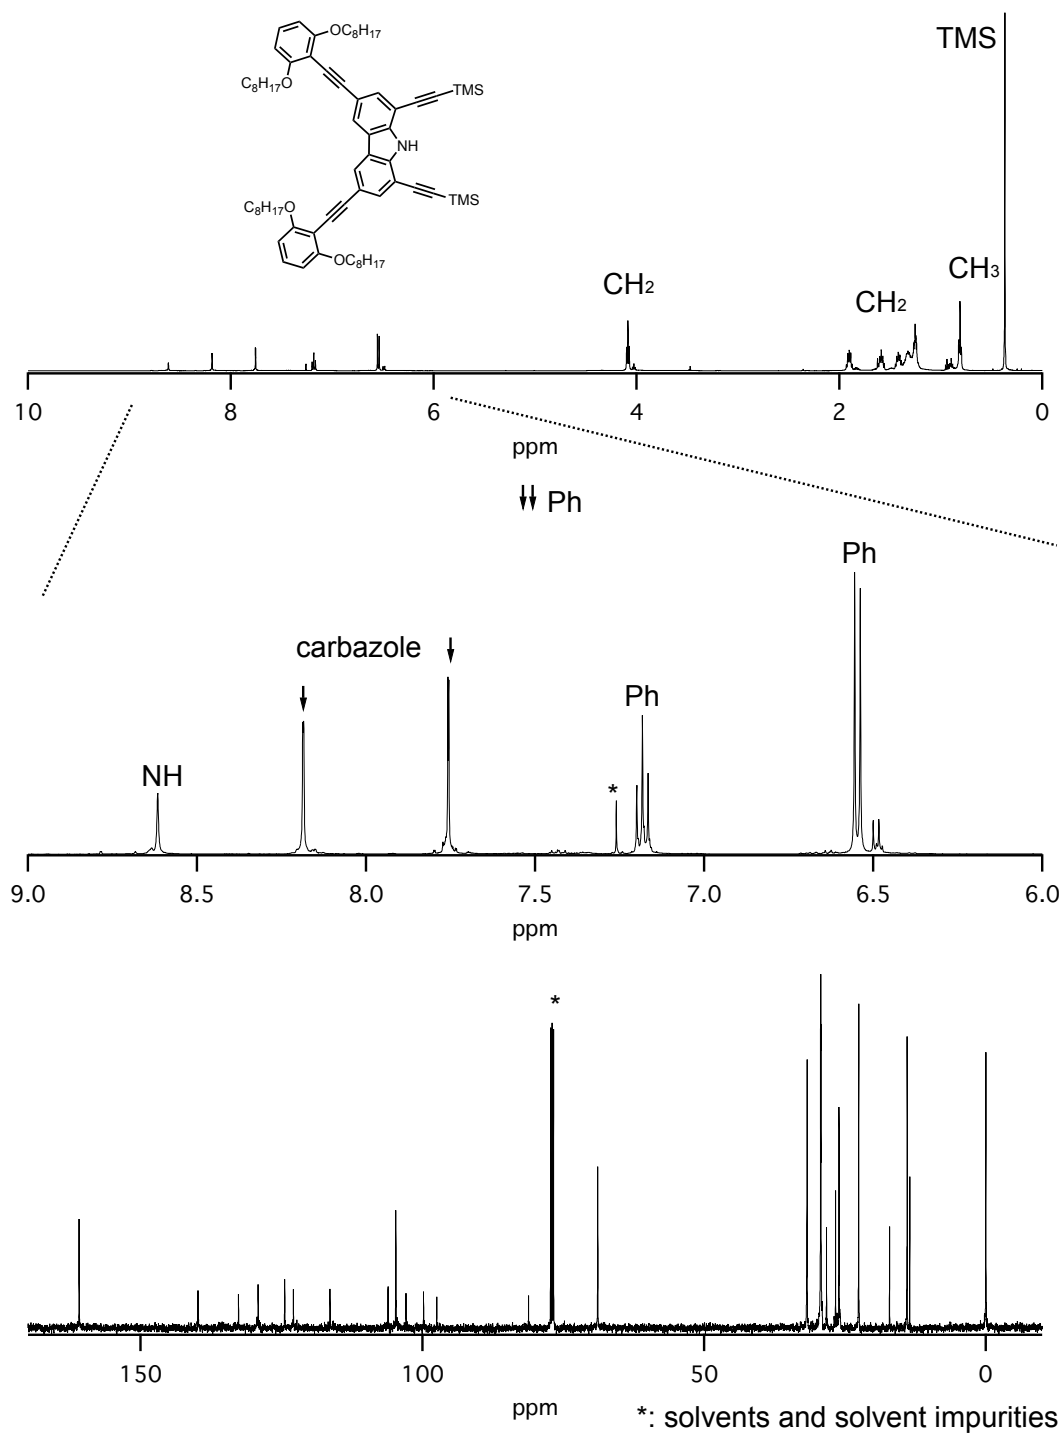 OC8H17
C8H17O
TMS
NH
TMS
C8H17O
OC8H17
TMS
CH2
CH2
CH3
10 8 6 4 2 0
ppm
Ph
Ph
carbazole
Ph
NH
*
9.0 8.5 8.0 7.5 7.0 6.5 6.0
ppm
*
150 100 50 0
ppm
*: solvents and solvent impurities